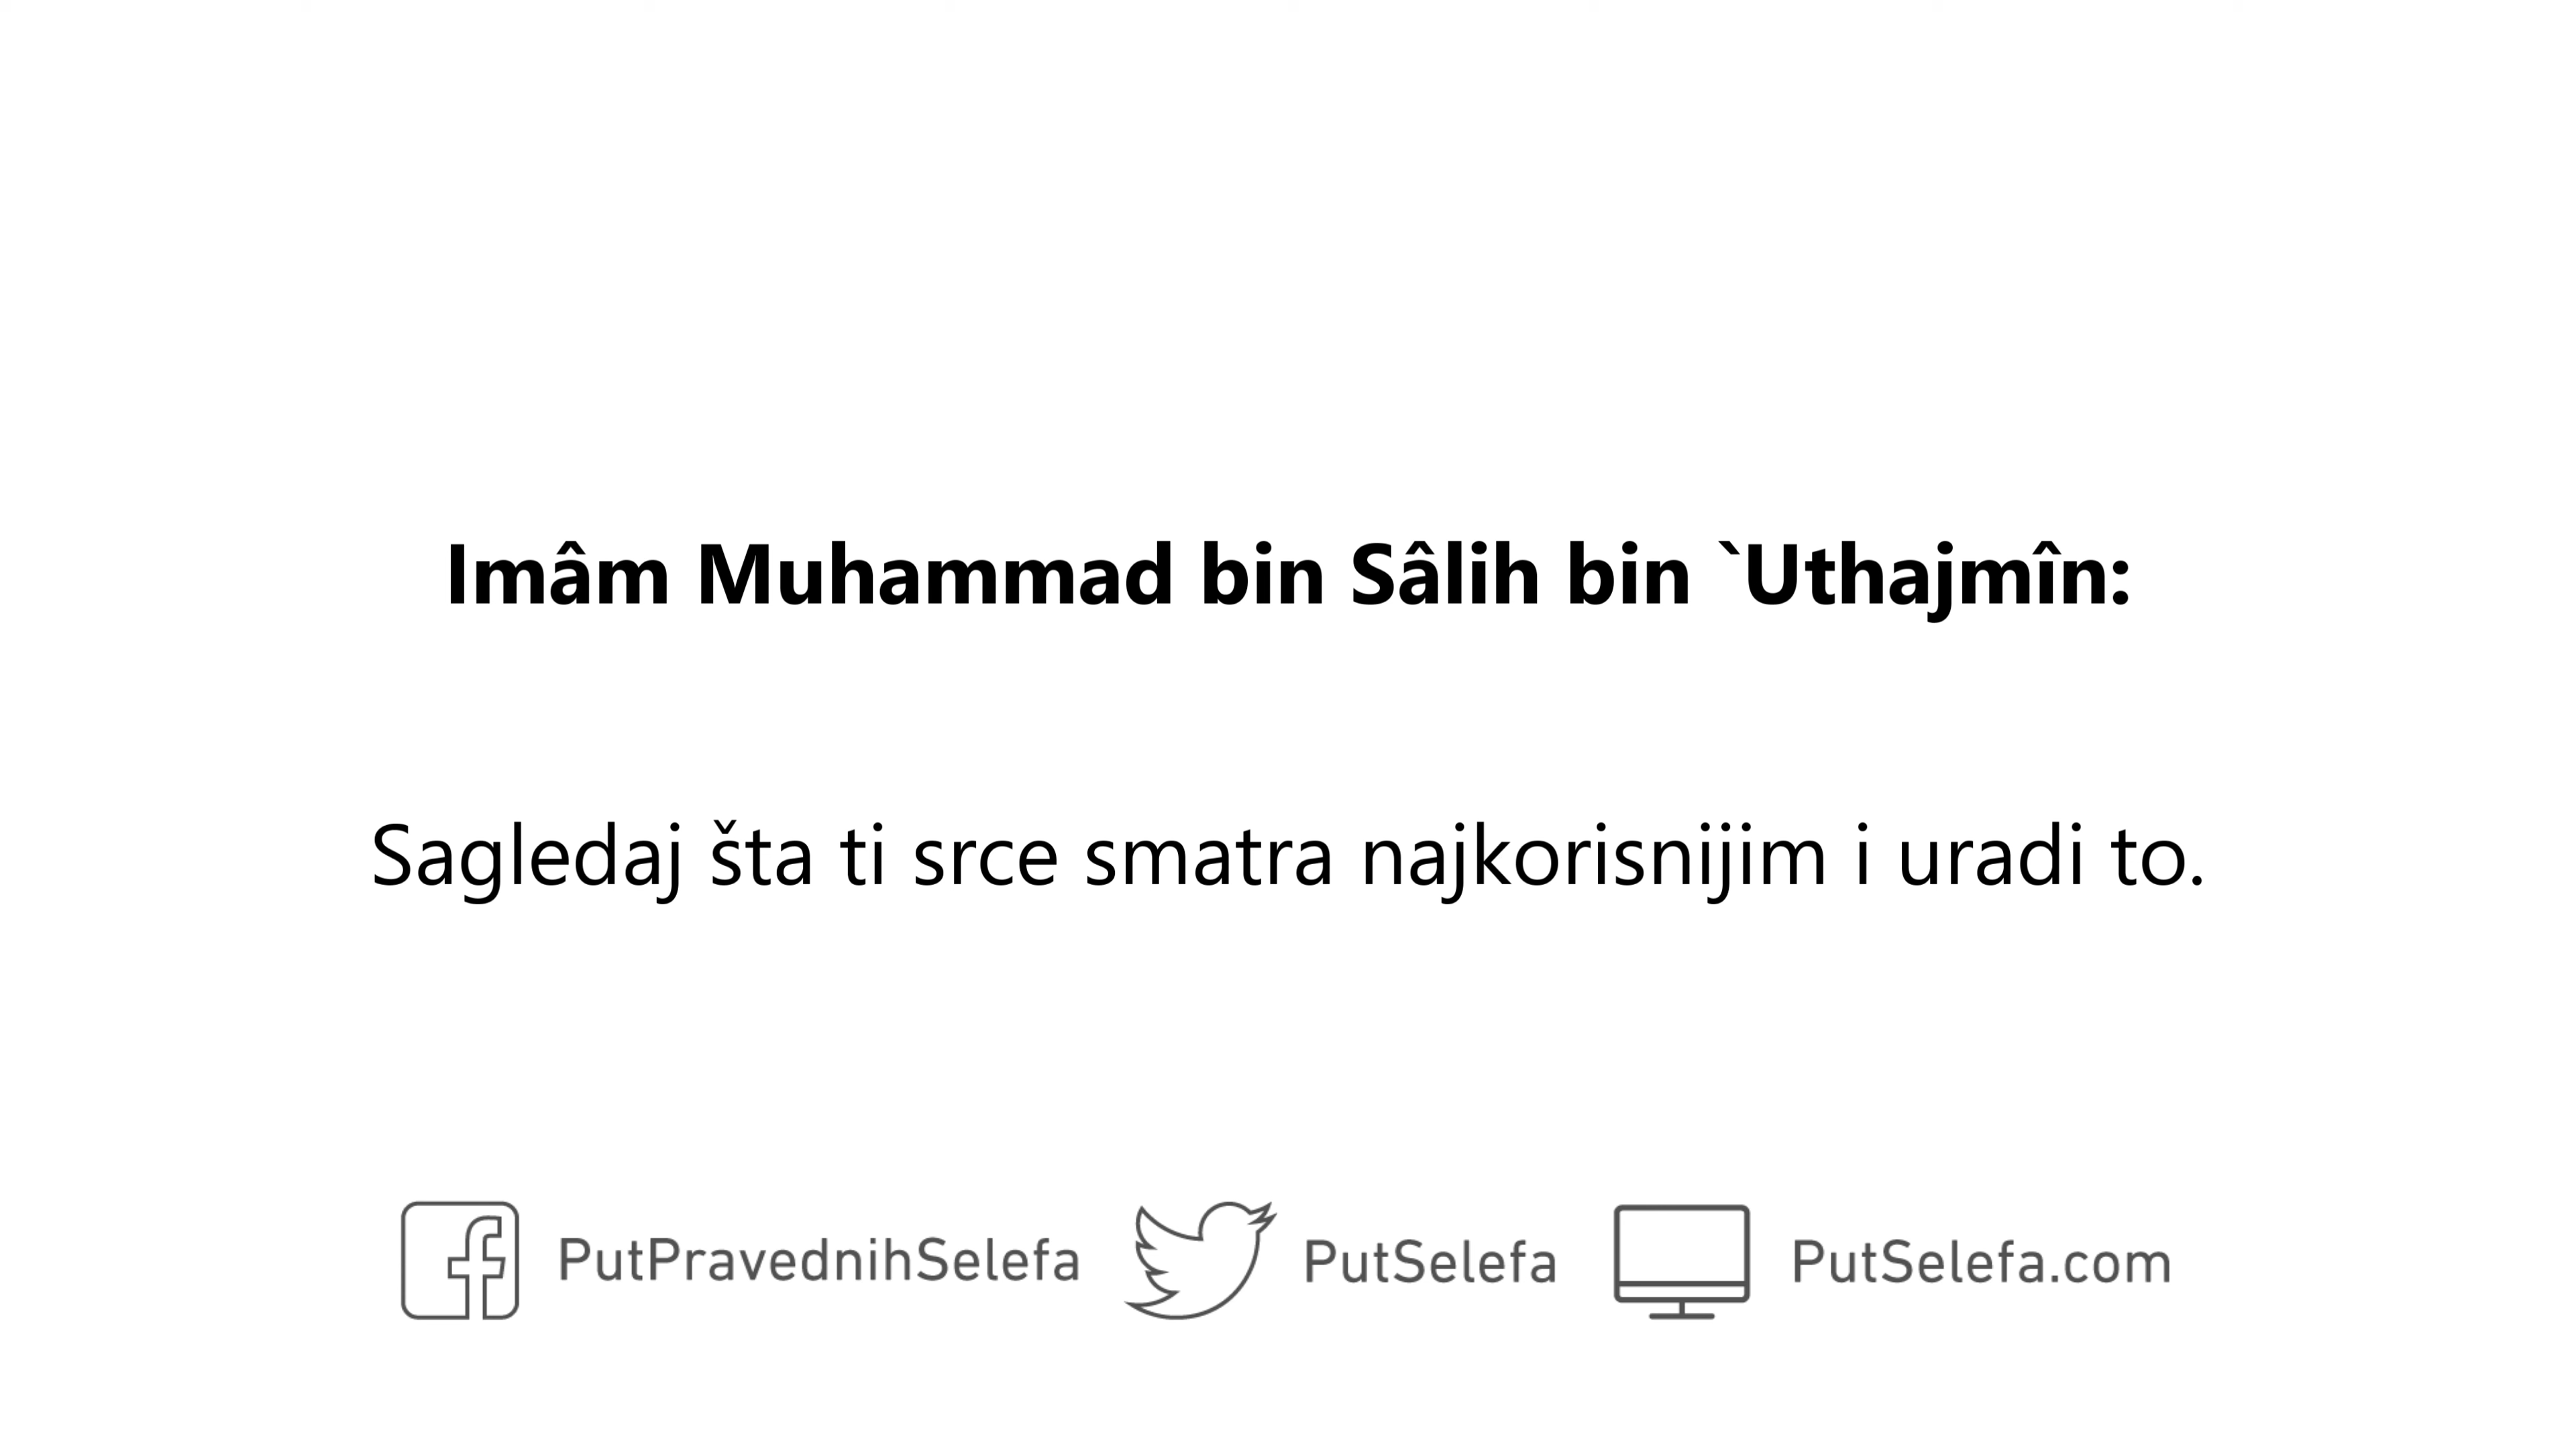 Imâm Muhammad bin Sâlih bin `Uthajmîn:
Sagledaj šta ti srce smatra najkorisnijim i uradi to.
PutPravednihSelefa PutSelefa PutSelefa.com